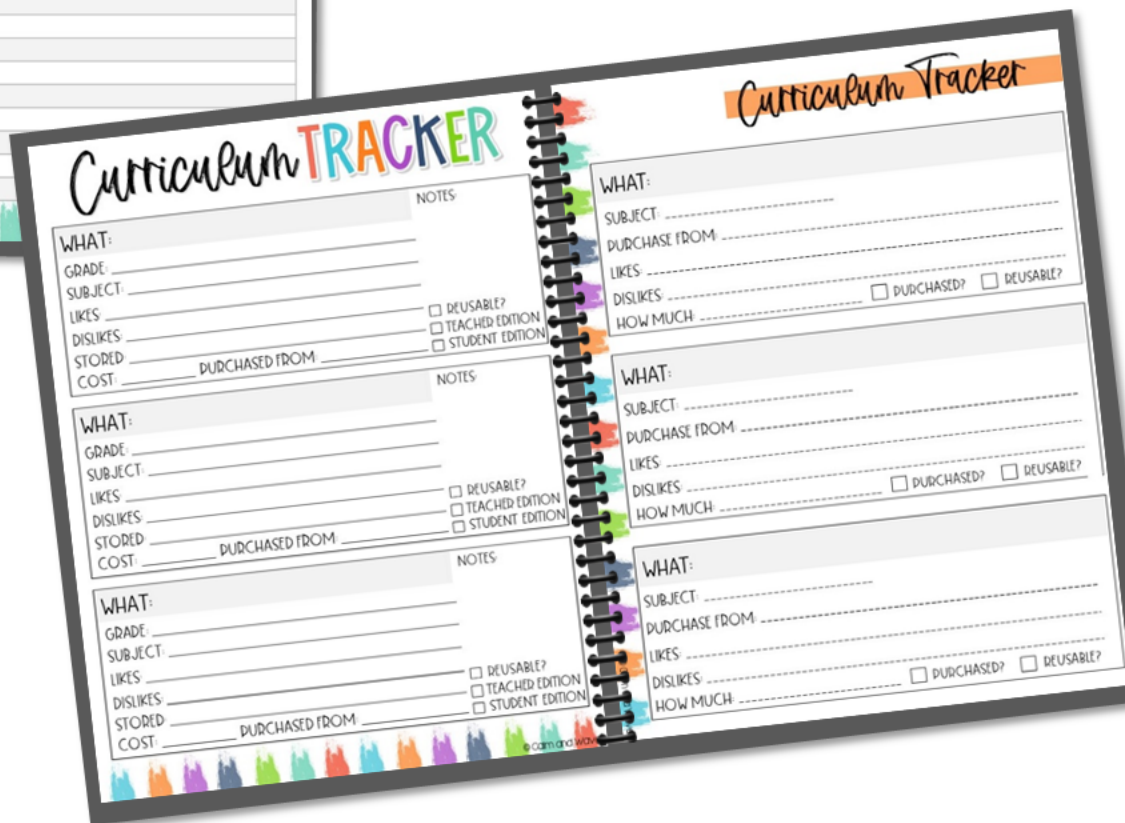 Curriculum TRACKER
NOTES:
WHAT:
GRADE:
SUBJECT:
LIKES:
DISLIKES:
STORED:
COST: PURCHASED FROM:
REUSABLE?
TEACHER EDITION
STUDENT EDITION
NOTES:
WHAT:
GRADE:
SUBJECT:
LIKES:
DISLIKES:
STORED:
COST: PURCHASED FROM:
REUSABLE?
TEACHER EDITION
STUDENT EDITION
NOTES:
WHAT:
GRADE:
SUBJECT:
LIKES:
DISLIKES:
STORED:
COST: PURCHASED FROM:
REUSABLE?
TEACHER EDITION
STUDENT EDITION
Curriculum Tracker
WHAT:
SUBJECT:
PURCHASE FROM:
LIKES:
DISLIKES:
HOW MUCH: PURCHASED? REUSABLE?
WHAT:
SUBJECT:
PURCHASE FROM:
LIKES:
DISLIKES:
HOW MUCH: PURCHASED? REUSABLE?
WHAT:
SUBJECT:
PURCHASE FROM:
LIKES:
DISLIKES:
HOW MUCH: PURCHASED? REUSABLE?